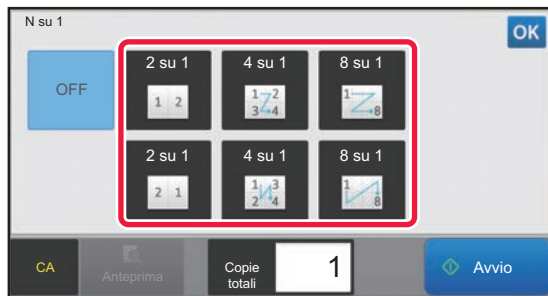 N su 1
OK
OFF
2 su 1
4 su 1
8 su 1
1 2
1 2
3 4
1
8
2 su 1
4 su 1
8 su 1
2 1
1 3
2 4
1
8
CA
Anteprima
Copie
totali
1
Avvio